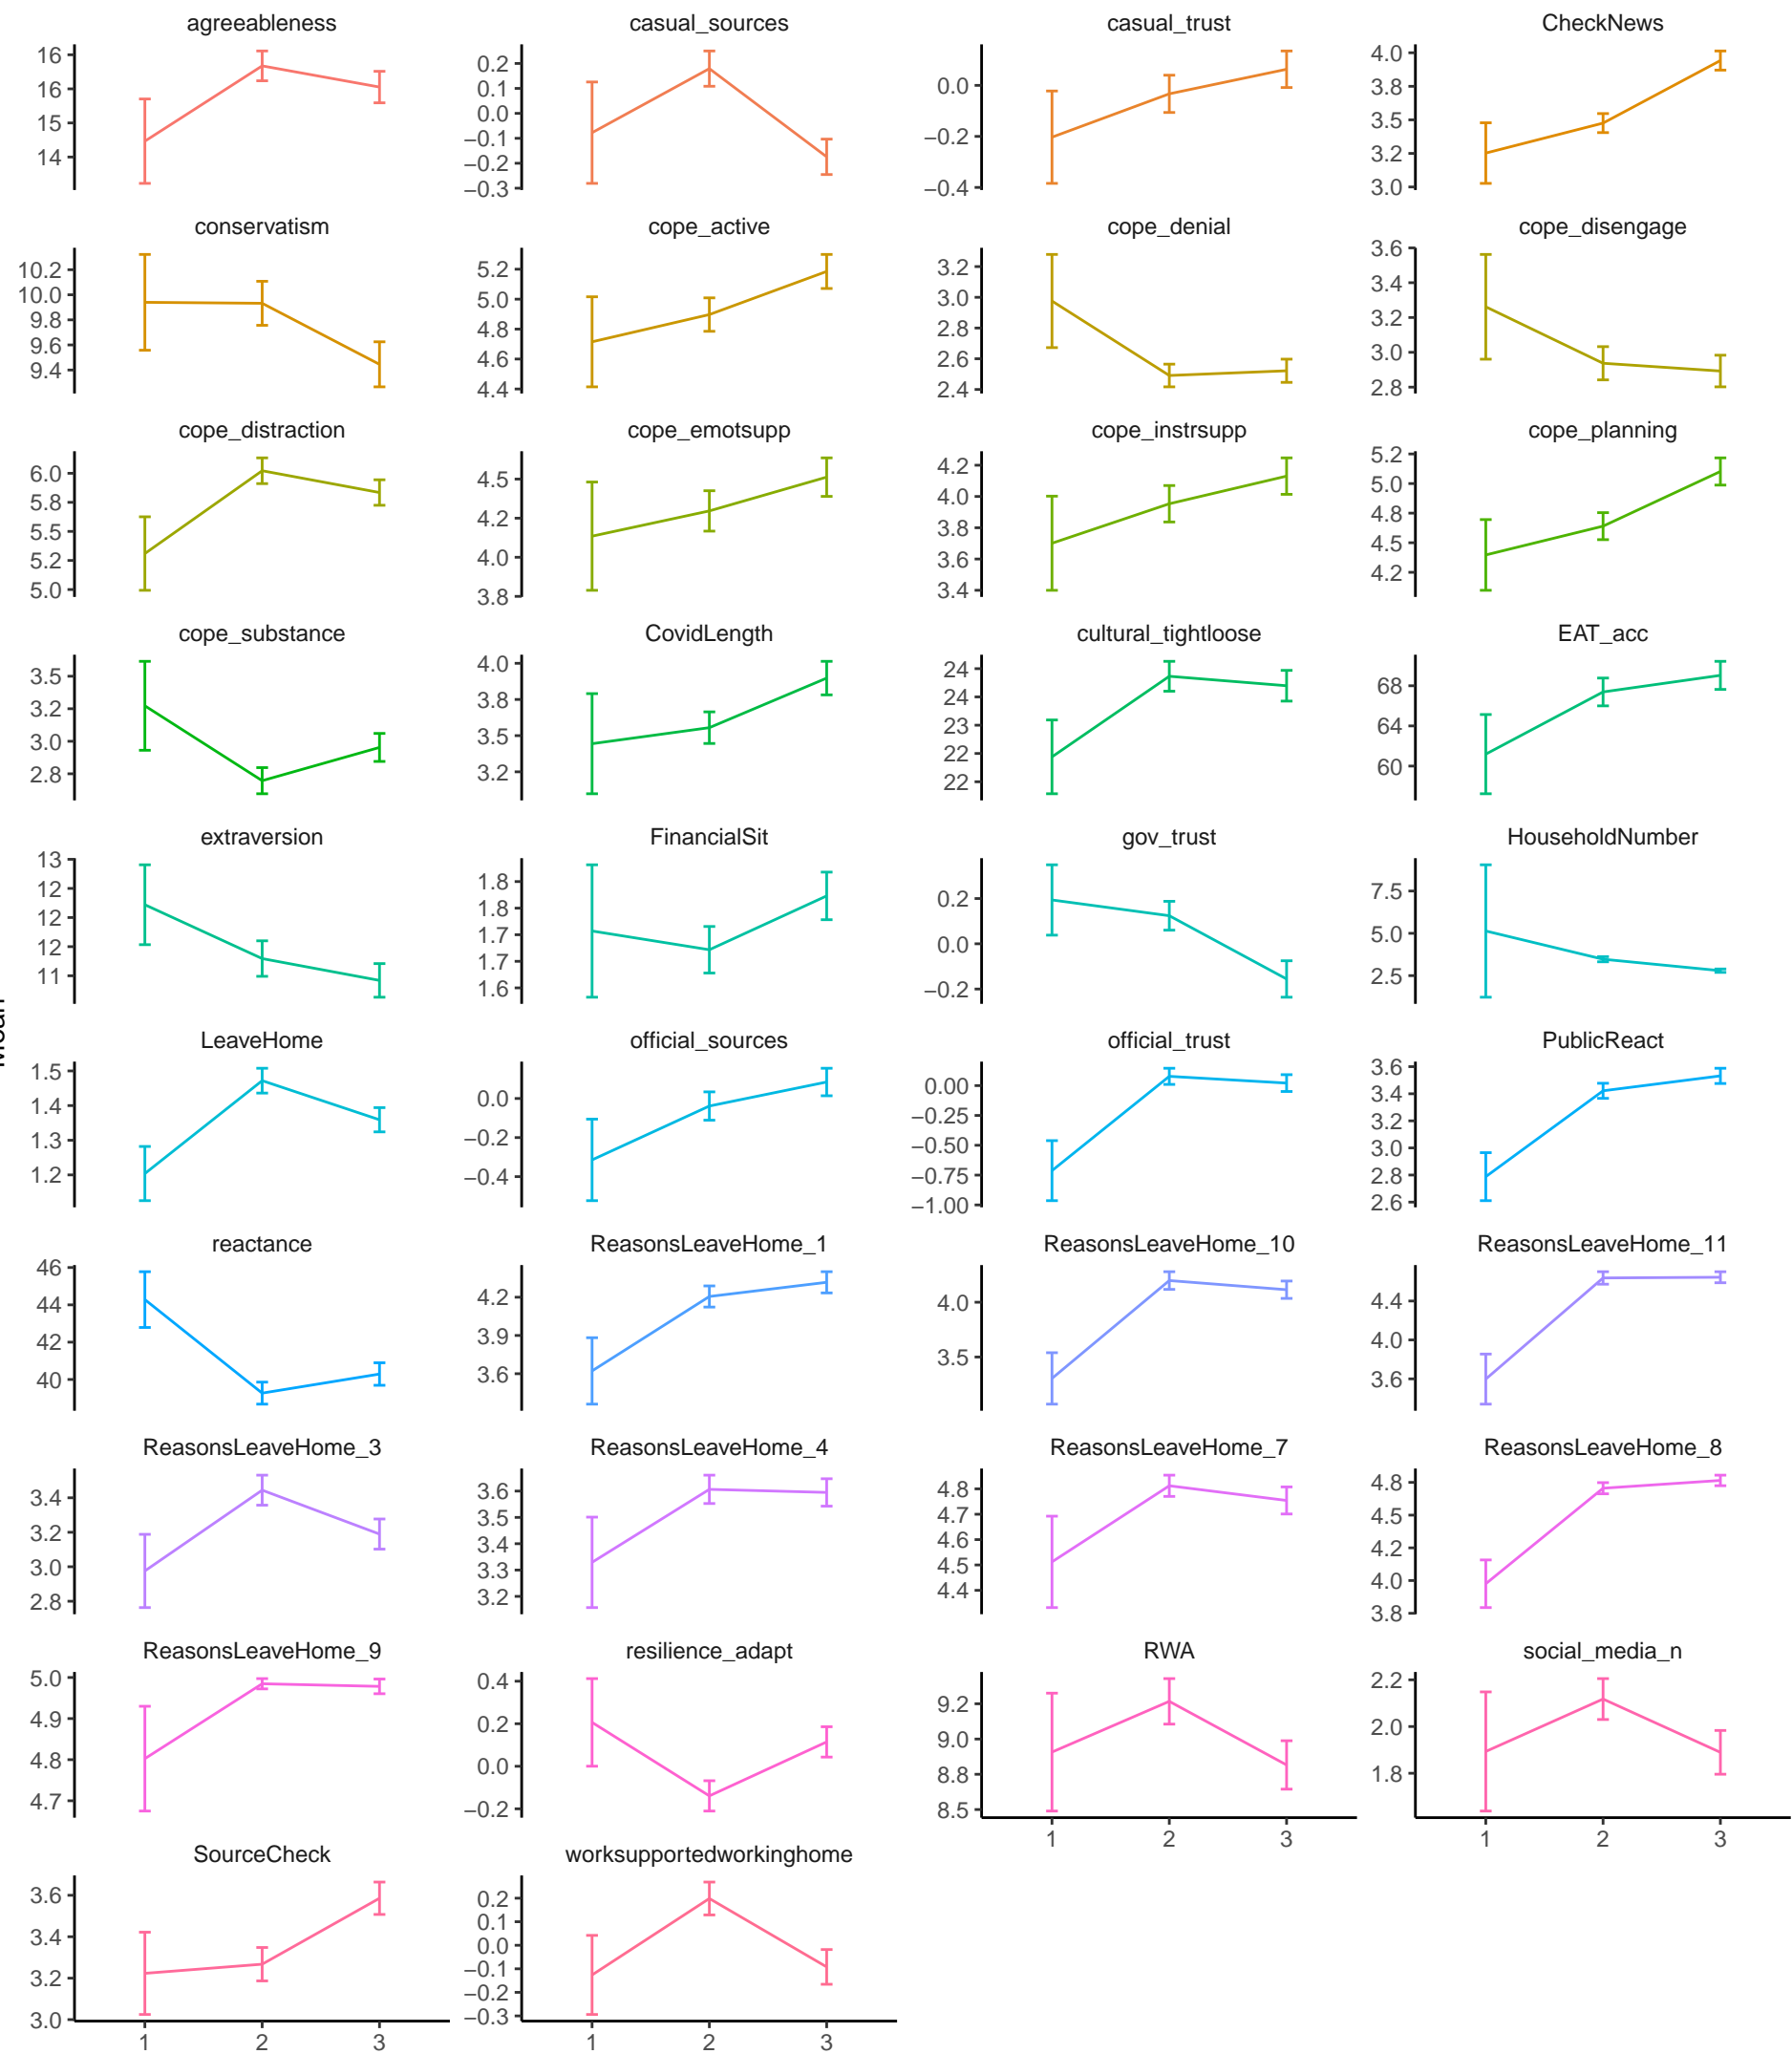 agreeableness casual_sources casual_trust CheckNews
16 16 15 14
0.2 0.1 0.0 −0.1 −0.2 −0.3
0.0 −0.2 −0.4
4.0 3.8 3.5 3.2 3.0
conservatism cope_active cope_denial cope_disengage
10.2 10.0 9.8 9.6 9.4
5.2 5.0 4.8 4.6 4.4
3.2 3.0 2.8 2.6 2.4
3.6 3.4 3.2 3.0 2.8
cope_distraction cope_emotsupp cope_instrsupp cope_planning
6.0 5.8 5.5 5.2 5.0
4.5 4.2 4.0 3.8
4.2 4.0 3.8 3.6 3.4
5.2 5.0 4.8 4.5 4.2
cope_substance CovidLength cultural_tightloose EAT_acc
3.5 3.2 3.0 2.8
4.0 3.8 3.5 3.2
24 24 23 22 22
68 64 60
extraversion FinancialSit gov_trust HouseholdNumber
13 12 12 12 11
1.8 1.8 1.7 1.7 1.6
0.2 0.0 −0.2
7.5 5.0 2.5
LeaveHome official_sources official_trust PublicReact
1.5 1.4 1.3 1.2
0.0 −0.2 −0.4
0.00 −0.25 −0.50 −0.75 −1.00
3.6 3.4 3.2 3.0 2.8 2.6
reactance ReasonsLeaveHome_1 ReasonsLeaveHome_10 ReasonsLeaveHome_11
46 44 42 40
4.2 3.9 3.6
4.0 3.5
4.4 4.0 3.6
ReasonsLeaveHome_3 ReasonsLeaveHome_4 ReasonsLeaveHome_7 ReasonsLeaveHome_8
3.4 3.2 3.0 2.8
3.6 3.5 3.4 3.3 3.2
4.8 4.7 4.6 4.5 4.4
4.8 4.5 4.2 4.0 3.8
ReasonsLeaveHome_9 resilience_adapt RWA social_media_n
5.0 4.9 4.8 4.7
0.4 0.2 0.0 −0.2
9.2 9.0 8.8 8.5
2.2 2.0 1.8
1 2 3 1 2 3
SourceCheck worksupportedworkinghome
3.6 3.4 3.2 3.0
0.2 0.1 0.0 −0.1 −0.2 −0.3
1 2 3 1 2 3